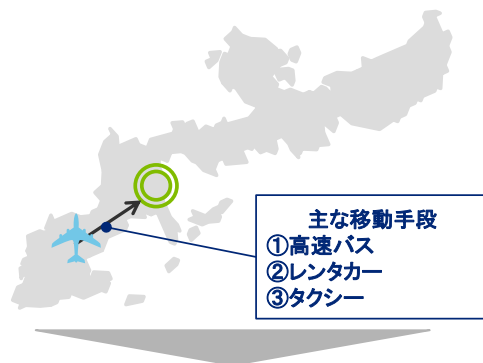 主な移動手段
①高速バス
②レンタカー
③タクシー